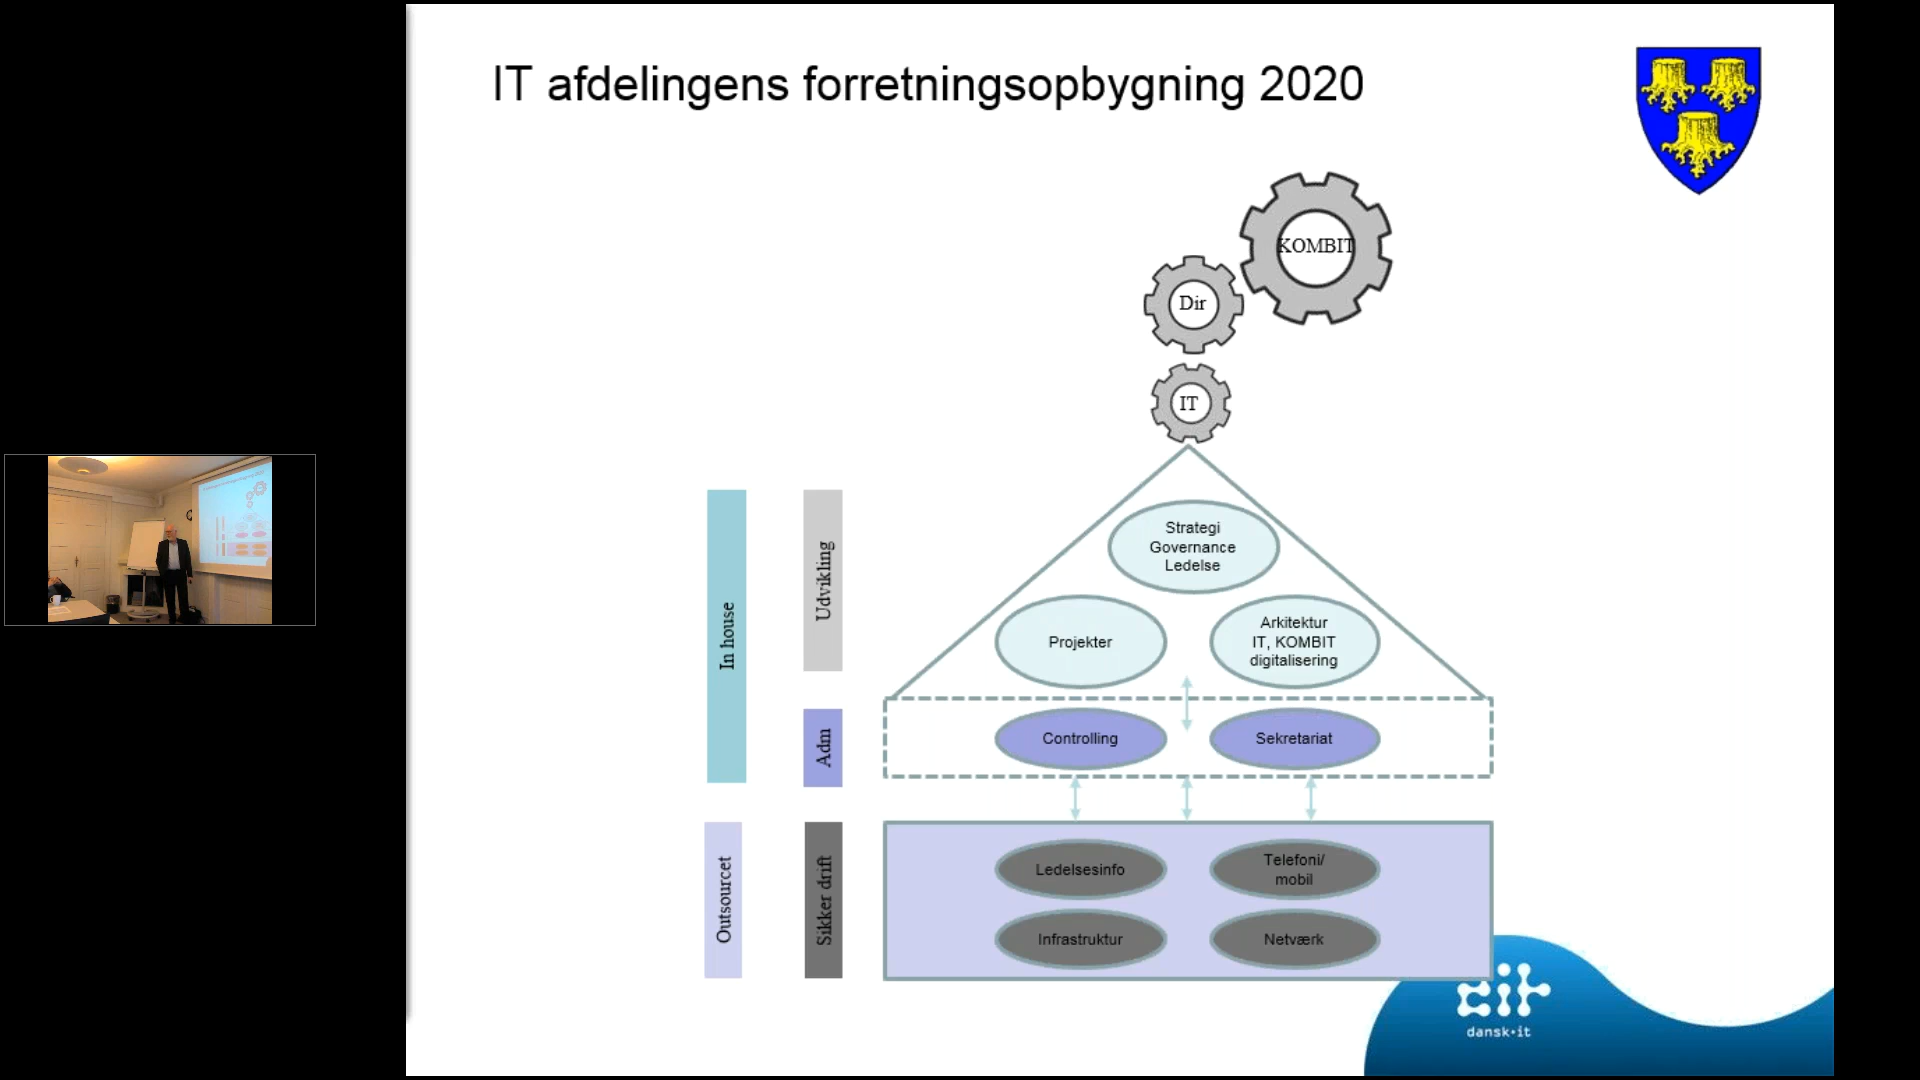 IT afdelingens forretningsopbygning 2020
KOMBIT
Dir
IT
In house
Udvikling
Strategi
Governance
Ledelse
Projekter
Arkitektur
IT, KOMBIT
digitalisering
Adm
Controlling
Sekretariat
Outsourcet
Sikker drift
Ledelsesinfo
Telefoni/
mobil
Infrastruktur
Netværk
dit
dansk·it